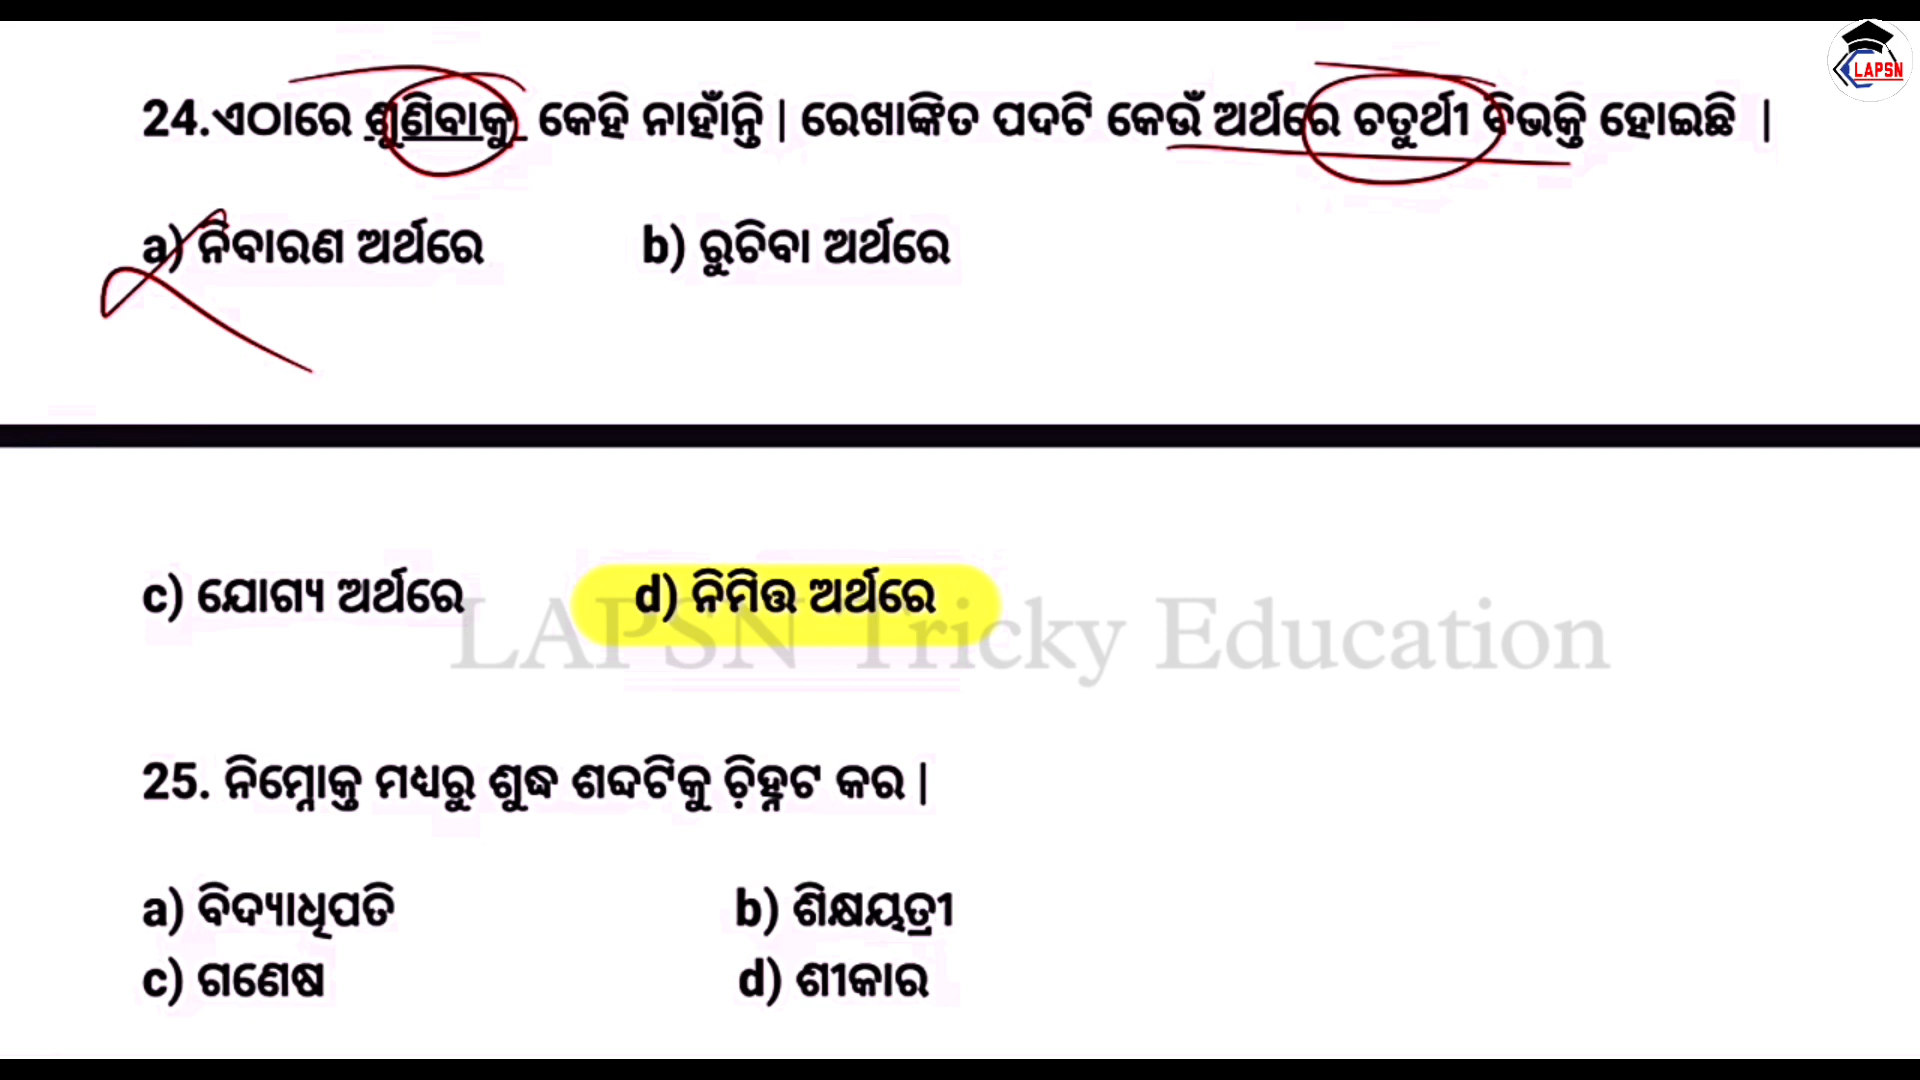 LAPSN
24.ଏଠାରେ ଶୁଣିବାକୁ କେହି ନାହାଁନ୍ତି | ରେଖାଙ୍କିତ ପଦଟି କେଉଁ ଅର୍ଥରେ ଚତୁର୍ଥୀ ବିଭକ୍ତି ହୋଇଛି |
a) ନିବାରଣ ଅର୍ଥରେ b) ରୁଚିବା ଅର୍ଥରେ
c) ଯୋଗ୍ୟ ଅର୍ଥରେ d) ନିମିତ୍ତ ଅର୍ଥରେ
LAPSN Tricky Education
25. ନିମ୍ନୋକ୍ତ ମଧ୍ୟରୁ ଶୁଦ୍ଧ ଶବ୍ଦଟିକୁ ଚ଼ିହ୍ନଟ କର |
a) ବିଦ୍ୟାଧିପତି b) ଶିକ୍ଷୟତ୍ରୀ
c) ଗଣେଷ d) ଶୀକାର